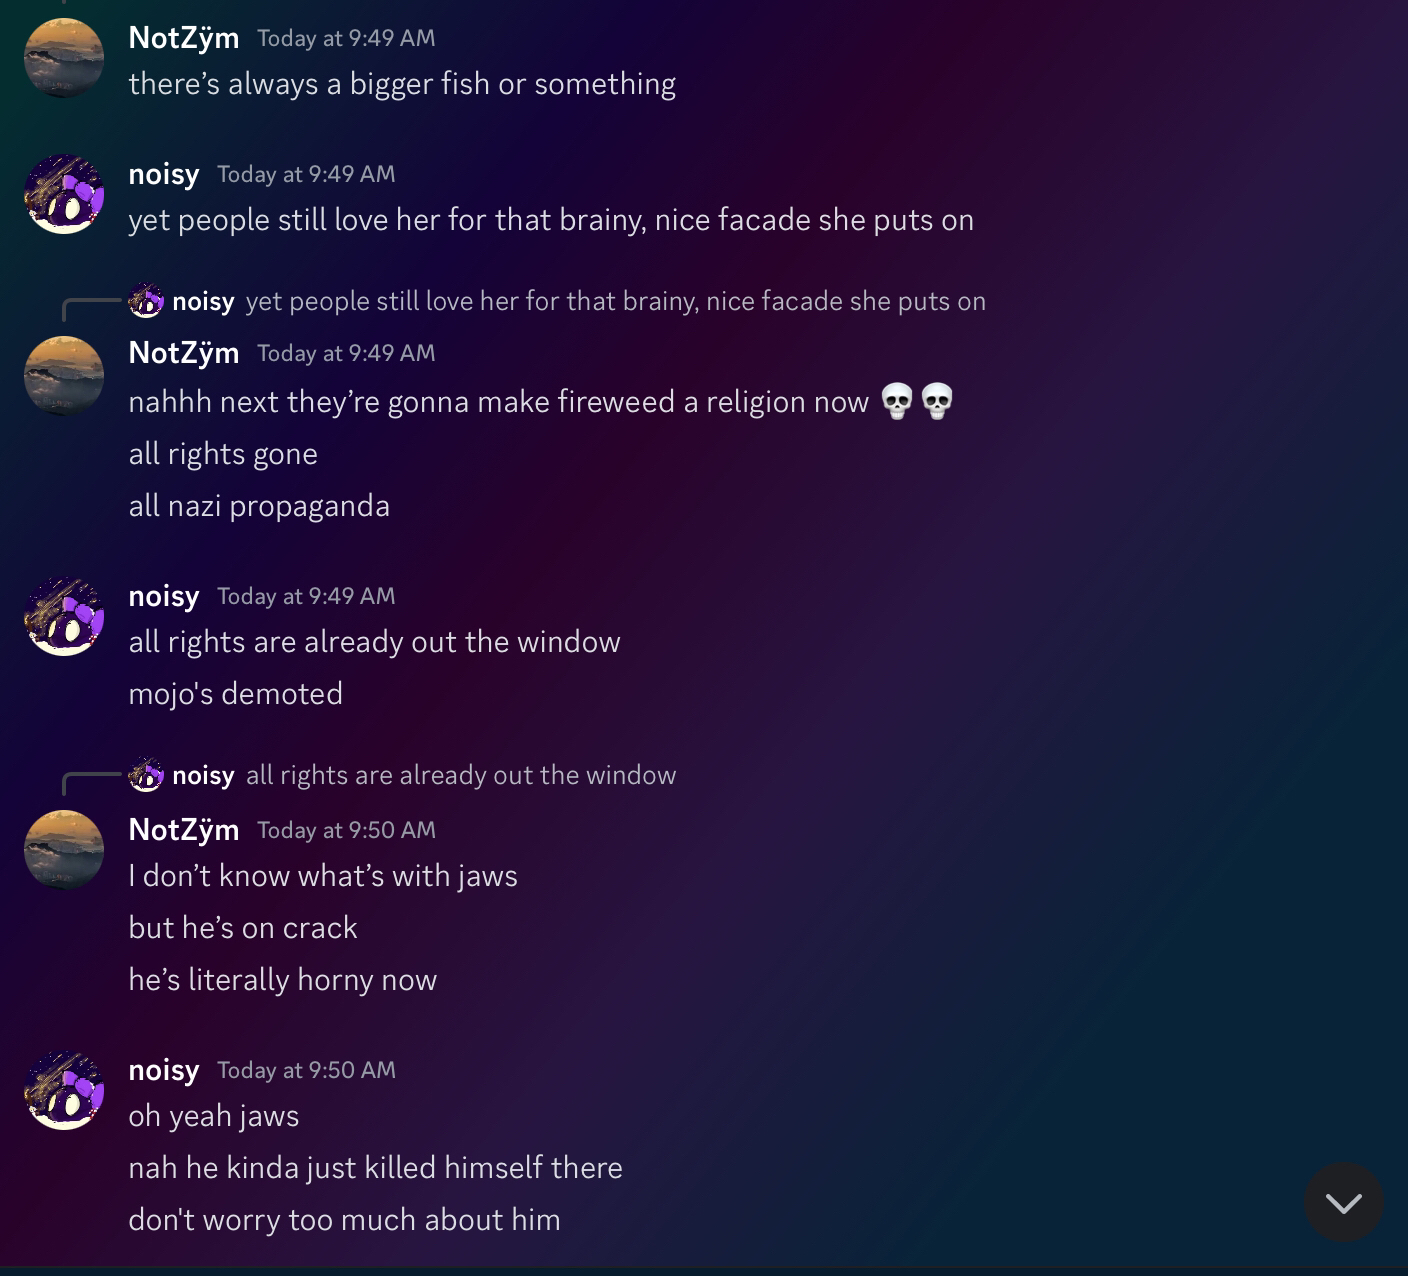 NotZÿm Today at 9:49 AM
there’s always a bigger fish or something
noisy Today at 9:49 AM
yet people still love her for that brainy, nice facade she puts on
noisy yet people still love her for that brainy, nice facade she puts on
NotZÿm Today at 9:49 AM
nahhh next they’re gonna make fireweed a religion now 💀💀
all rights gone
all nazi propaganda
noisy Today at 9:49 AM
all rights are already out the window
mojo's demoted
noisy all rights are already out the window
NotZÿm Today at 9:50 AM
I don’t know what’s with jaws
but he’s on crack
he’s literally horny now
noisy Today at 9:50 AM
oh yeah jaws
nah he kinda just killed himself there
don't worry too much about him